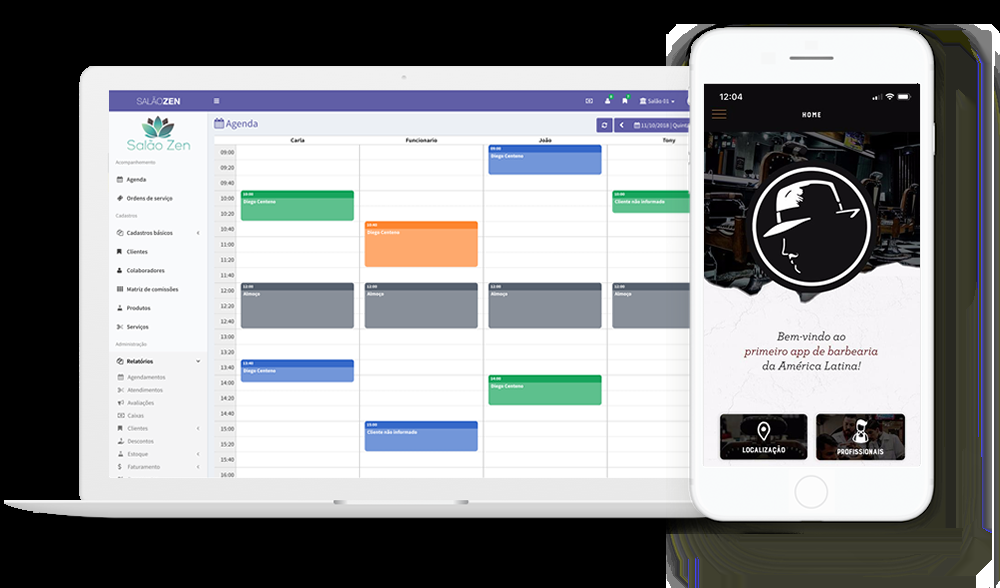 SALÃOZEN
Salão 01
Salão Zen
Acompanhamento
Agenda
Ordens de serviço
Cadastros
Cadastros básicos
Clientes
Colaboradores
Matriz de comissões
Produtos
Serviços
Administração
Relatórios
Agendamentos
Atendimentos
Avaliações
Caixas
Clientes
Descontos
Estoque
Faturamento
Agenda
11/10/2018 | Quinta
Carla
Funcionario
João
Tony
09:00
09:20
09:40
10:00
10:20
10:40
11:00
11:20
11:40
12:00
12:20
12:40
13:00
13:20
13:40
14:00
14:20
14:40
15:00
15:20
15:40
16:00
10:00
Diego Centeno
12:00
Almoço
13:40
Diego Centeno
10:40
Diego Centeno
12:00
Almoço
15:00
Cliente não informado
09:00
Diego Centeno
12:00
Almoço
14:00
Diego Centeno
10:00
Cliente não informado
12:00
Almoço
12:04
HOME
Bem-vindo ao
primeiro app de barbearia
da América Latina!
LOCALIZAÇÃO
PROFISSIONAIS